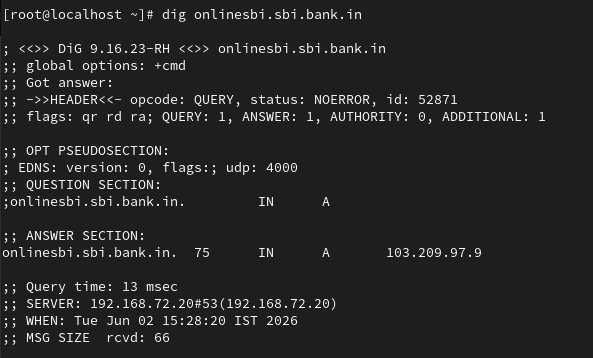 [root@localhost ~]# dig onlinesbi.sbi.bank.in
; <<>> DiG 9.16.23-RH <<>> onlinesbi.sbi.bank.in
;; global options: +cmd
;; Got answer:
;; ->>HEADER<<- opcode: QUERY, status: NOERROR, id: 52871
;; flags: qr rd ra; QUERY: 1, ANSWER: 1, AUTHORITY: 0, ADDITIONAL: 1
;; OPT PSEUDOSECTION:
; EDNS: version: 0, flags:; udp: 4000
;; QUESTION SECTION:
;onlinesbi.sbi.bank.in. IN A
;; ANSWER SECTION:
onlinesbi.sbi.bank.in. 75 IN A 103.209.97.9
;; Query time: 13 msec
;; SERVER: 192.168.72.20#53(192.168.72.20)
;; WHEN: Tue Jun 02 15:28:20 IST 2026
;; MSG SIZE rcvd: 66